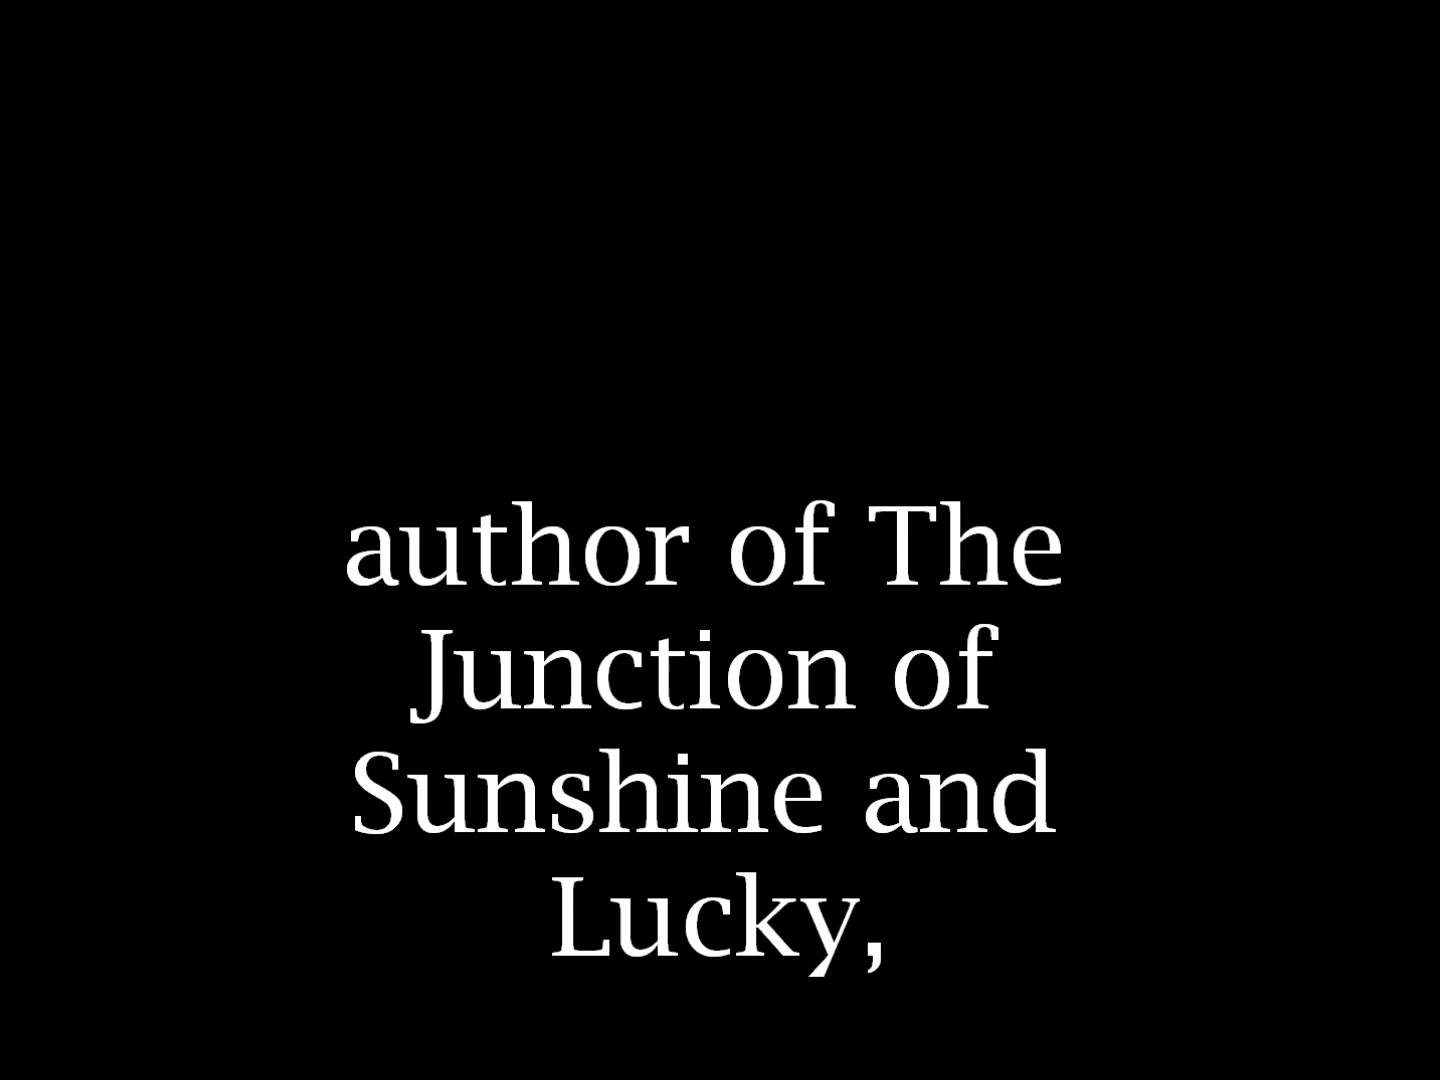 author of The
Junction of
Sunshine and
Lucky,